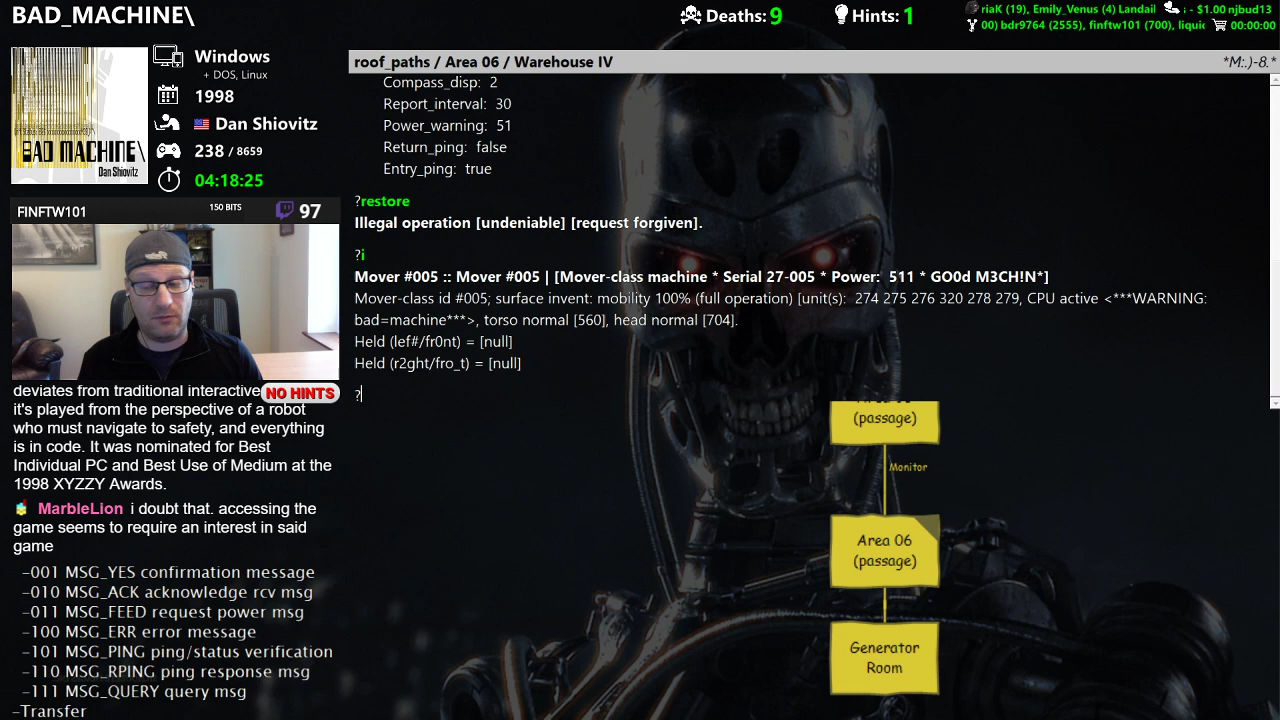 BAD_MACHINE\
Deaths: 9
Hints: 1
riaK (19), Emily_Venus (4) Landail
- $1.00 njbud13
00) bdr9764 (2555), finftw101 (700), liquic
00:00:00
BAD MACHINE\
Dan Shiovitz
Windows
+ DOS, Linux
1998
Dan Shiovitz
238 / 8659
04:18:25
FINFTW101
150 BITS
97
deviates from traditional interactive
NO HINTS
it's played from the perspective of a robot
who must navigate to safety, and everything
is in code. It was nominated for Best
Individual PC and Best Use of Medium at the
1998 XYZZY Awards.
MarbleLion i doubt that. accessing the
game seems to require an interest in said
game
-001 MSG_YES confirmation message
-010 MSG_ACK acknowledge rcv msg
-011 MSG_FEED request power msg
-100 MSG_ERR error message
-101 MSG_PING ping/status verification
-110 MSG_RPING ping response msg
-111 MSG_QUERY query msg
-Transfer
roof_paths / Area 06 / Warehouse IV
*M:.)-8.*
Compass_disp: 2
Report_interval: 30
Power_warning: 51
Return_ping: false
Entry_ping: true
?restore
Illegal operation [undeniable] [request forgiven].
?i
Mover #005 :: Mover #005 | [Mover-class machine * Serial 27-005 * Power: 511 * GO0d M3CH!N*]
Mover-class id #005; surface invent: mobility 100% (full operation) [unit(s): 274 275 276 320 278 279, CPU active <***WARNING:
bad=machine***>, torso normal [560], head normal [704].
Held (lef#/fr0nt) = [null]
Held (r2ght/fro_t) = [null]
?
(passage)
Monitor
Area 06
(passage)
Generator
Room